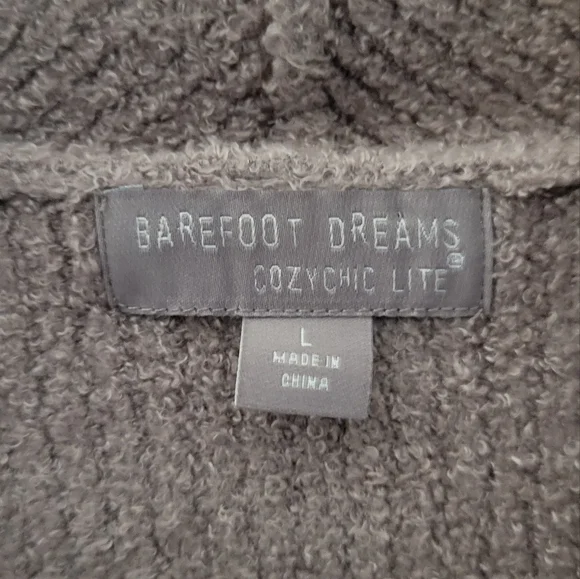 BAREFOOT DREAMS
COZYCHIC LITE®
L
MADE IN
CHINA